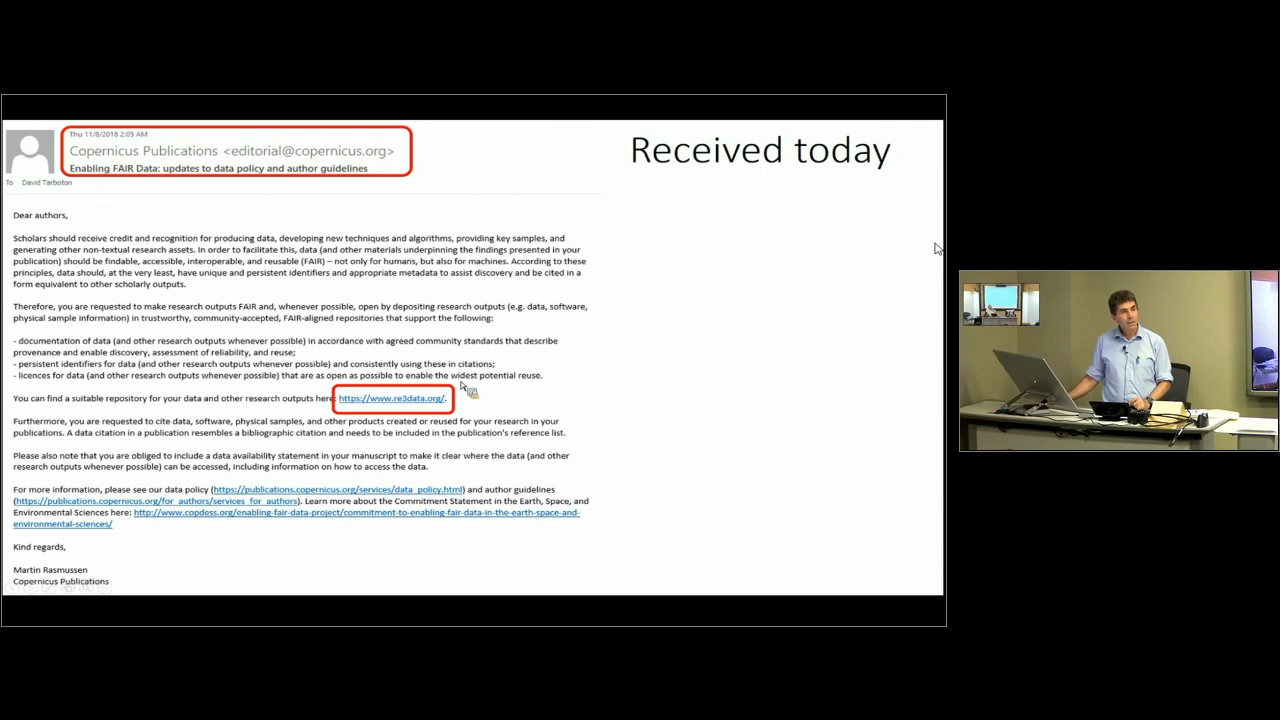 Thu 11/8/2018 2:05 AM
Copernicus Publications <editorial@copernicus.org>
Enabling FAIR Data: updates to data policy and author guidelines
To David Tarboton
Received today
Dear authors,
Scholars should receive credit and recognition for producing data, developing new techniques and algorithms, providing key samples, and
generating other non-textual research assets. In order to facilitate this, data (and other materials underpinning the findings presented in your
publication) should be findable, accessible, interoperable, and reusable (FAIR) – not only for humans, but also for machines. According to these
principles, data should, at the very least, have unique and persistent identifiers and appropriate metadata to assist discovery and be cited in a
form equivalent to other scholarly outputs.
Therefore, you are requested to make research outputs FAIR and, whenever possible, open by depositing research outputs (e.g. data, software,
physical sample information) in trustworthy, community-accepted, FAIR-aligned repositories that support the following:
- documentation of data (and other research outputs whenever possible) in accordance with agreed community standards that describe
provenance and enable discovery, assessment of reliability, and reuse;
- persistent identifiers for data (and other research outputs whenever possible) and consistently using these in citations;
- licences for data (and other research outputs whenever possible) that are as open as possible to enable the widest potential reuse.
You can find a suitable repository for your data and other research outputs here: https://www.re3data.org/.
Furthermore, you are requested to cite data, software, physical samples, and other products created or reused for your research in your
publications. A data citation in a publication resembles a bibliographic citation and needs to be included in the publication's reference list.
Please also note that you are obliged to include a data availability statement in your manuscript to make it clear where the data (and other
research outputs whenever possible) can be accessed, including information on how to access the data.
For more information, please see our data policy (https://publications.copernicus.org/services/data_policy.html) and author guidelines
(https://publications.copernicus.org/for_authors/services_for_authors). Learn more about the Commitment Statement in the Earth, Space, and
Environmental Sciences here: http://www.copdess.org/enabling-fair-data-project/commitment-to-enabling-fair-data-in-the-earth-space-and-
environmental-sciences/
Kind regards,
Martin Rasmussen
Copernicus Publications